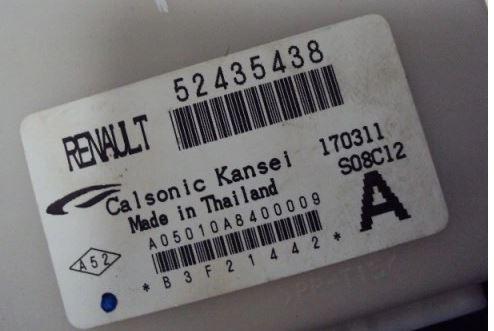 52435438
RENAULT
Calsonic Kansei 170311
Made in Thailand S08C12
A05010A8400009 A
A52
*B3F21442*